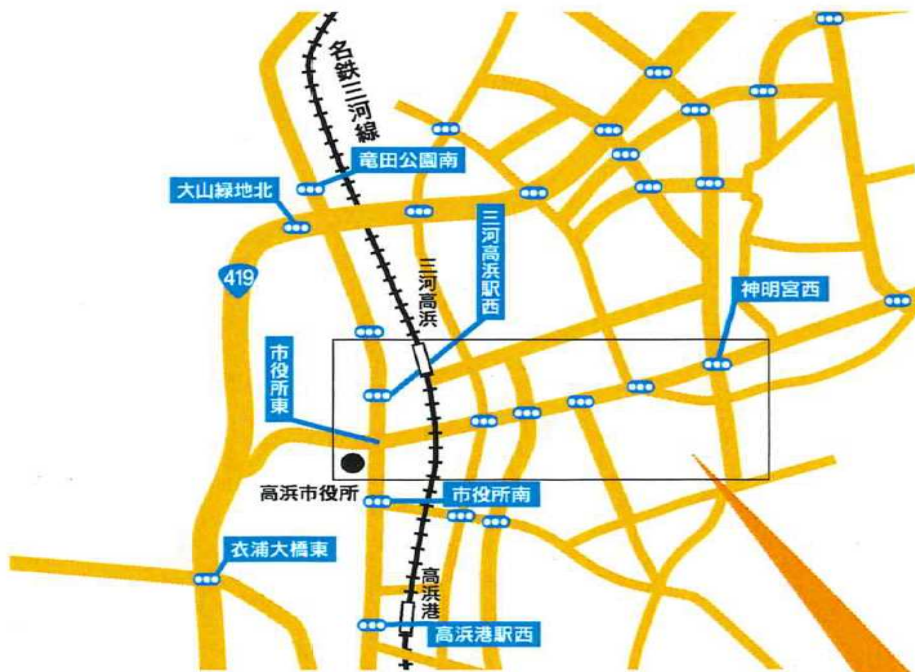 名鉄三河線
竜田公園南
大山緑地北
三河高浜駅西
419
三河高浜
神明宮西
市役所東
高浜市役所
市役所南
衣浦大橋東
高浜港
高浜港駅西